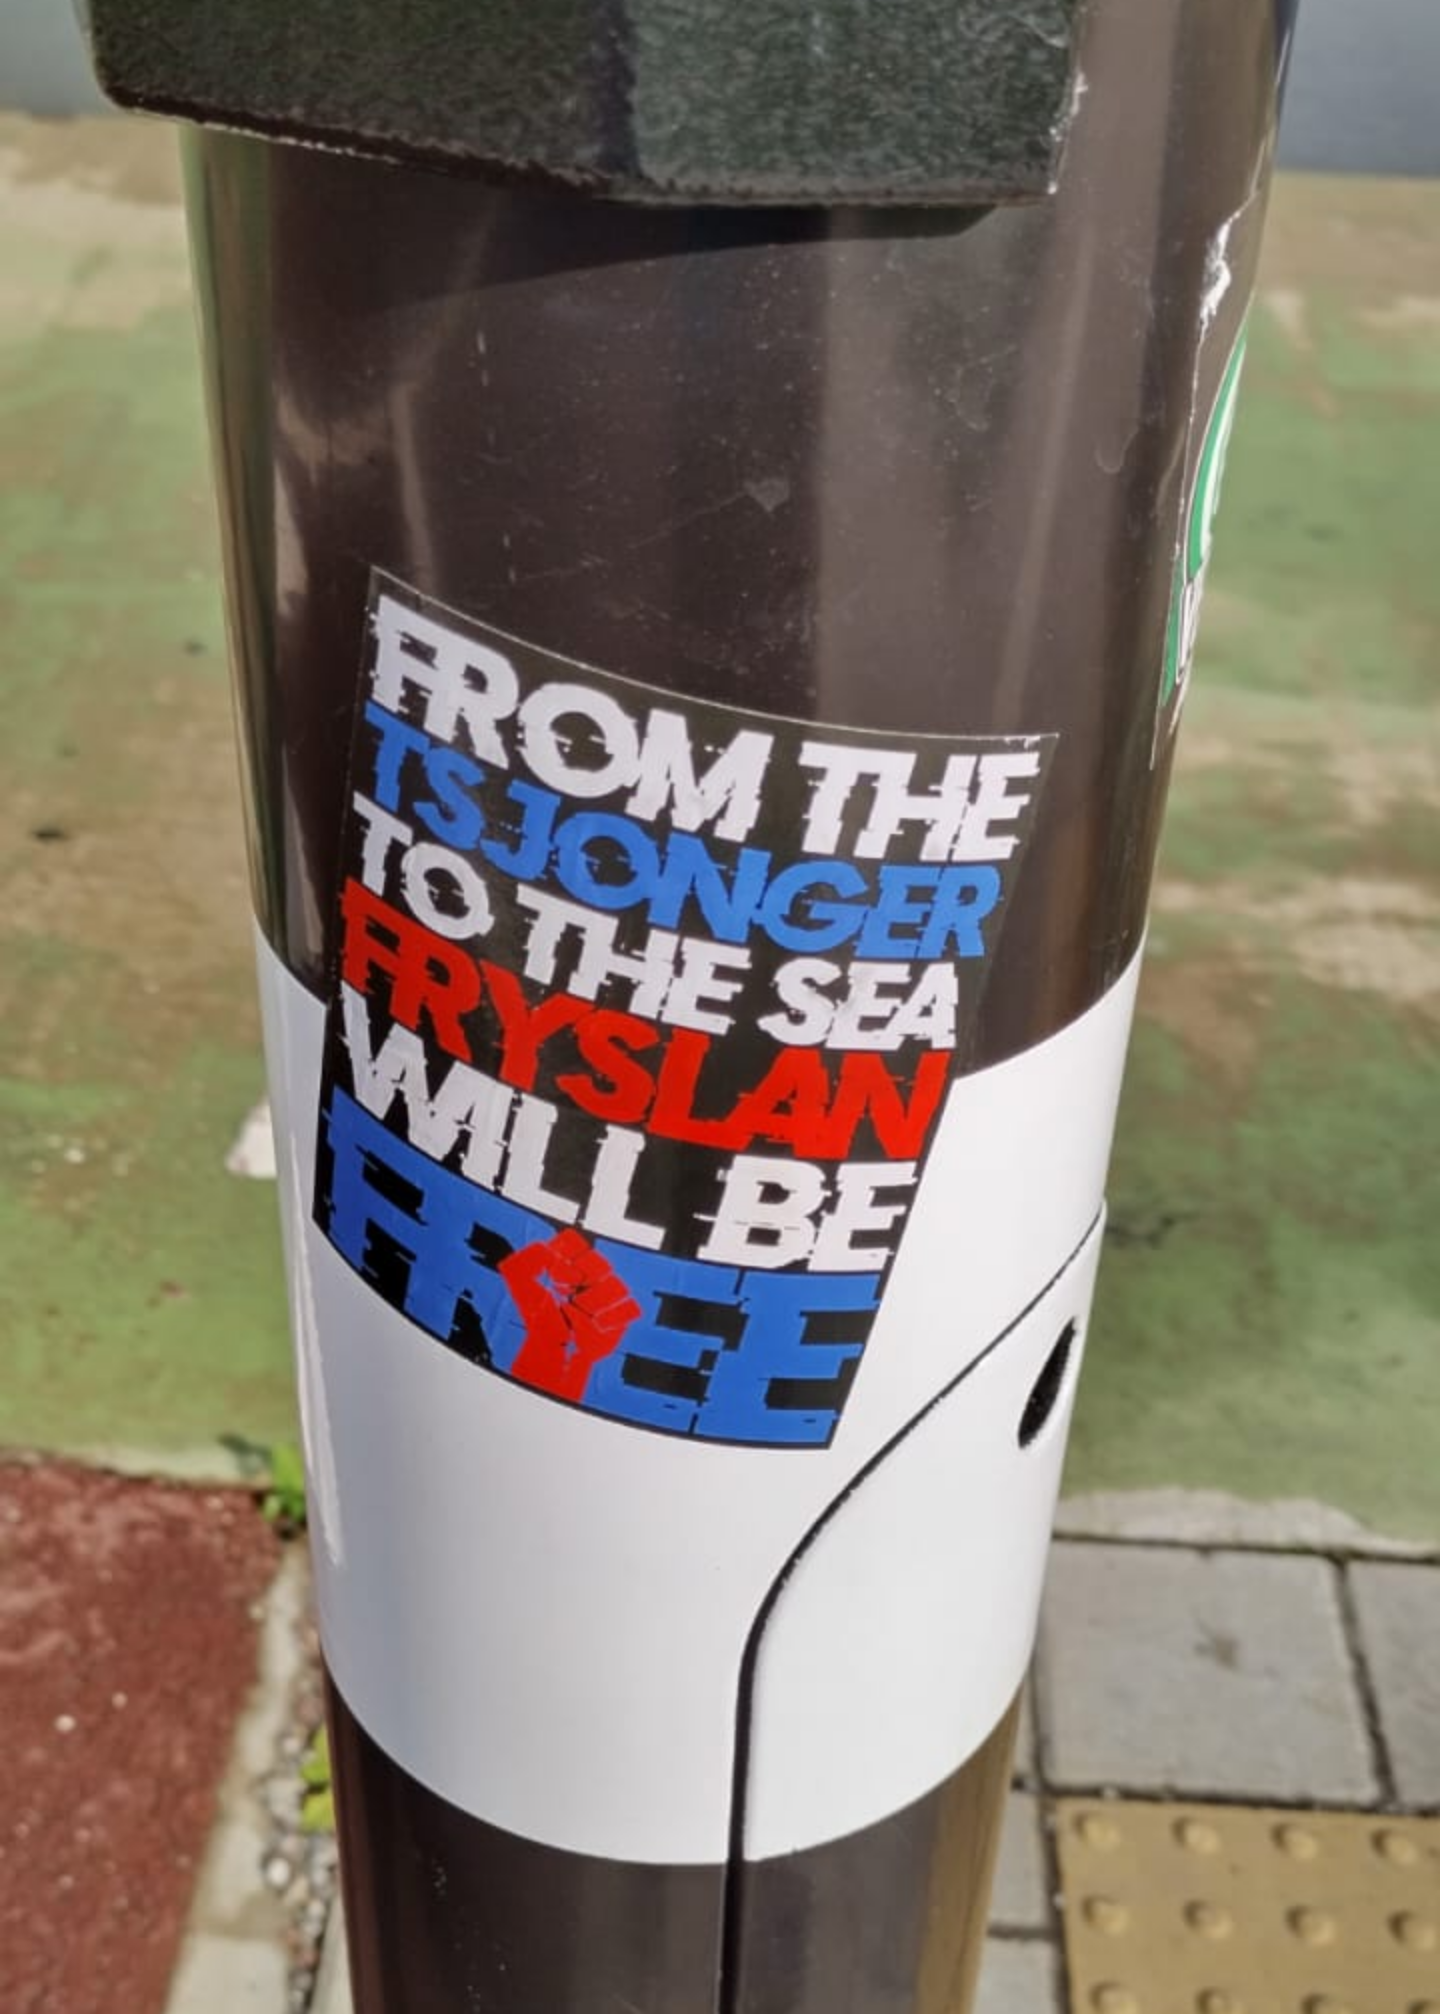 FROM THE
TSJONGER
TO THE SEA
FRYSLAN
WILL BE
FREE